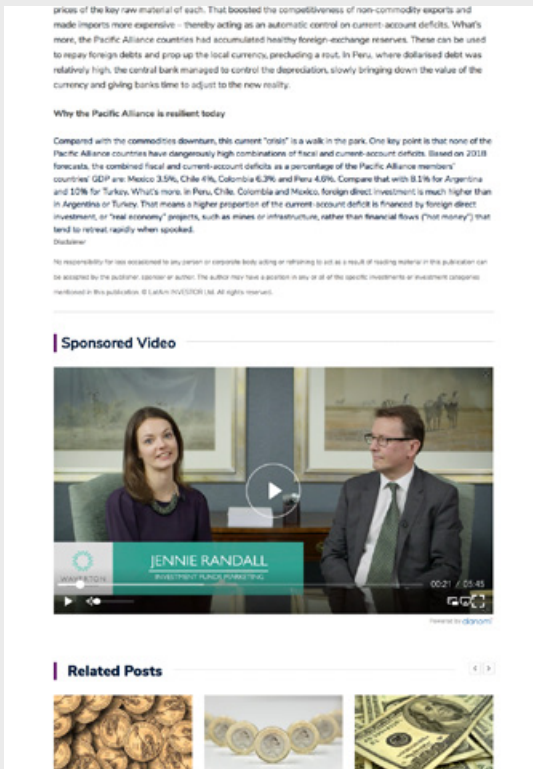 prices of the key raw material of each. That boosted the competitiveness of non-commodity exports and
made imports more expensive – thereby acting as an automatic control on current-account deficits. What's
more, the Pacific Alliance countries had accumulated healthy foreign-exchange reserves. These can be used
to repay foreign debts and prop up the local currency, precluding a rout. In Peru, where dollarised debt was
relatively high, the central bank managed to control the depreciation, slowly bringing down the value of the
currency and giving banks time to adjust to the new reality.
Why the Pacific Alliance is resilient today
Compared with the commodities downturn, this current "crisis" is a walk in the park. One key point is that none of the
Pacific Alliance countries have dangerously high combinations of fiscal and current-account deficits. Based on 2018
forecasts, the combined fiscal and current-account deficits as a percentage of the Pacific Alliance members'
countries' GDP are: Mexico 3.5%, Chile 4%, Colombia 6.3% and Peru 4.6%. Compare that with 8.1% for Argentina
and 10% for Turkey. What's more, in Peru, Chile, Colombia and Mexico, foreign direct investment is much higher than
in Argentina or Turkey. That means a higher proportion of the current-account deficit is financed by foreign direct
investment, or "real economy" projects, such as mines or infrastructure, rather than financial flows ("hot money") that
tend to retreat rapidly when spooked.
Disclaimer
No responsibility for loss occasioned to any person or corporate body acting or refraining to act as a result of reading material in this publication can
be accepted by the publisher, sponsor or author. The author may have a position in any or all of the specific investments or investment categories
mentioned in this publication. © LatAm INVESTOR Ltd. All rights reserved.
Sponsored Video
WAVERTON
JENNIE RANDALL
INVESTMENT FUNDS MARKETING
00:21 / 05:45
Powered by dianomi
Related Posts